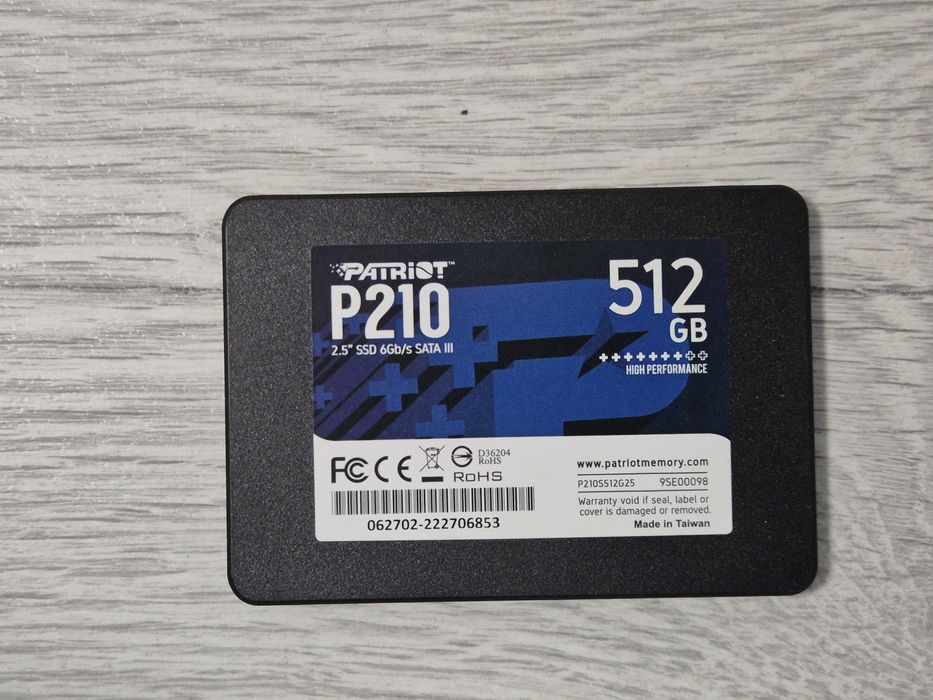 PATRIOT™
P210
2.5" SSD 6Gb/s SATA III
512
GB
HIGH PERFORMANCE
FC CE
D36204
RoHS
RoHS
062702-222706853
www.patriotmemory.com
P210S512G25 9SE00098
Warranty void if seal, label or
cover is damaged or removed.
Made in Taiwan